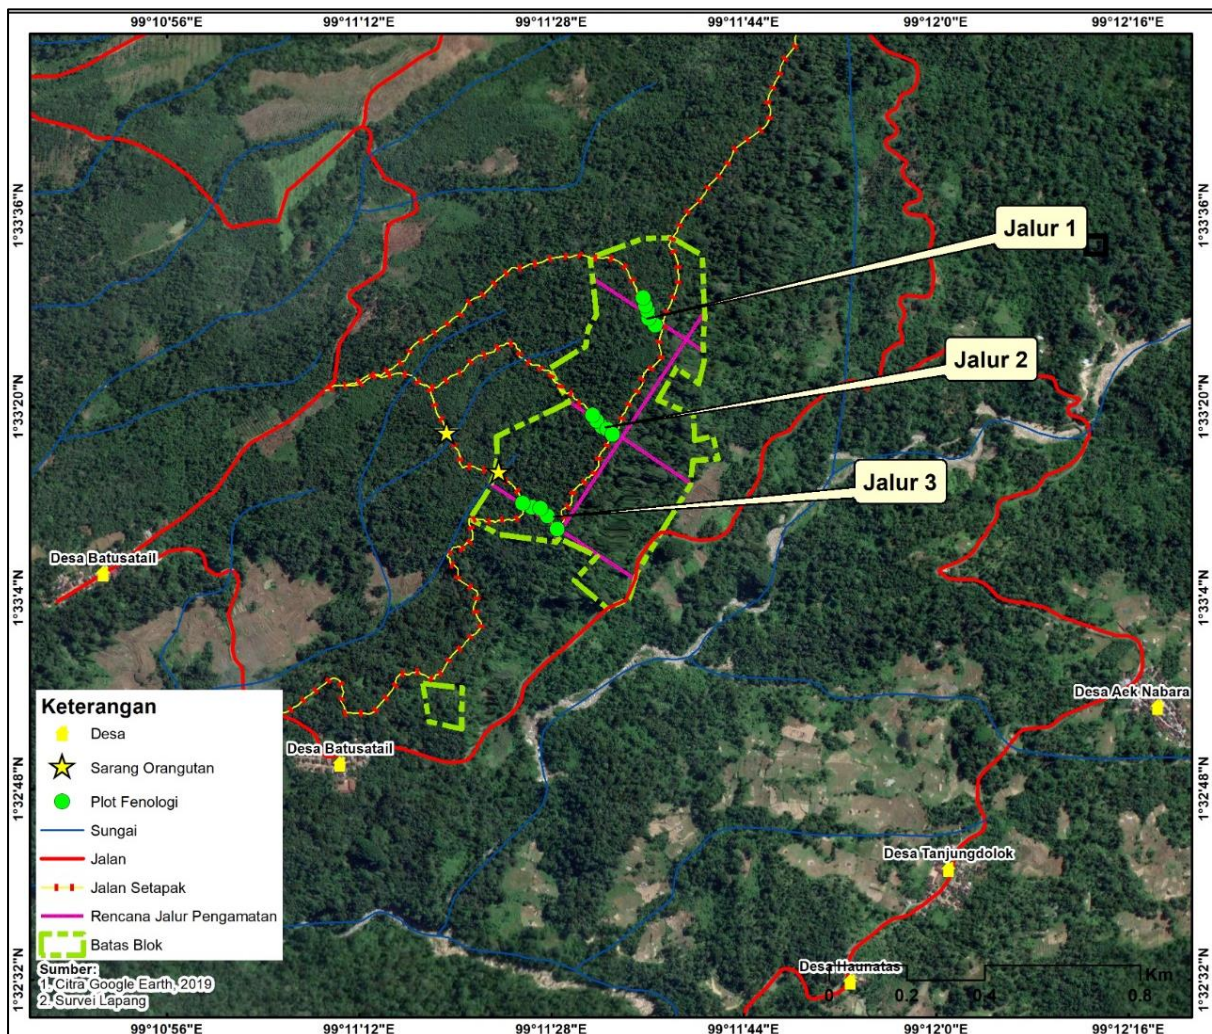 99°10'56"E
99°11'12"E
99°11'28"E
99°11'44"E
99°12'0"E
99°12'16"E
1°33'36"N
1°33'36"N
Jalur 1
1°33'20"N
1°33'20"N
Jalur 2
Jalur 3
Desa Batusatail
1°33'4"N
1°33'4"N
Desa Aek Nabara
Desa Batusatail
1°32'48"N
1°32'48"N
Desa Tanjungdolok
Desa Haunatas
Keterangan
Desa
Sarang Orangutan
Plot Fenologi
Sungai
Jalan
Jalan Setapak
Rencana Jalur Pengamatan
Batas Blok
Sumber:
1. Citra Google Earth, 2019
2. Survei Lapang
1°32'32"N
1°32'32"N
Km
0 0.2 0.4 0.8
99°10'56"E
99°11'12"E
99°11'28"E
99°11'44"E
99°12'0"E
99°12'16"E